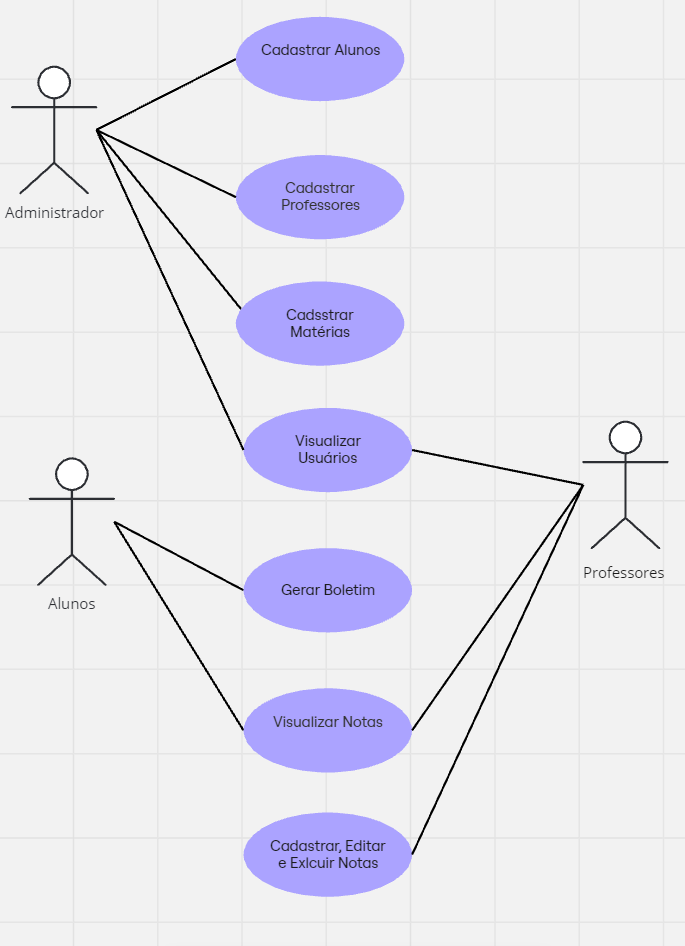 Cadastrar Alunos
Administrador
Cadastrar
Professores
Cadsstrar
Matérias
Visualizar
Usuários
Professores
Alunos
Gerar Boletim
Visualizar Notas
Cadastrar, Editar
e Exlcuir Notas